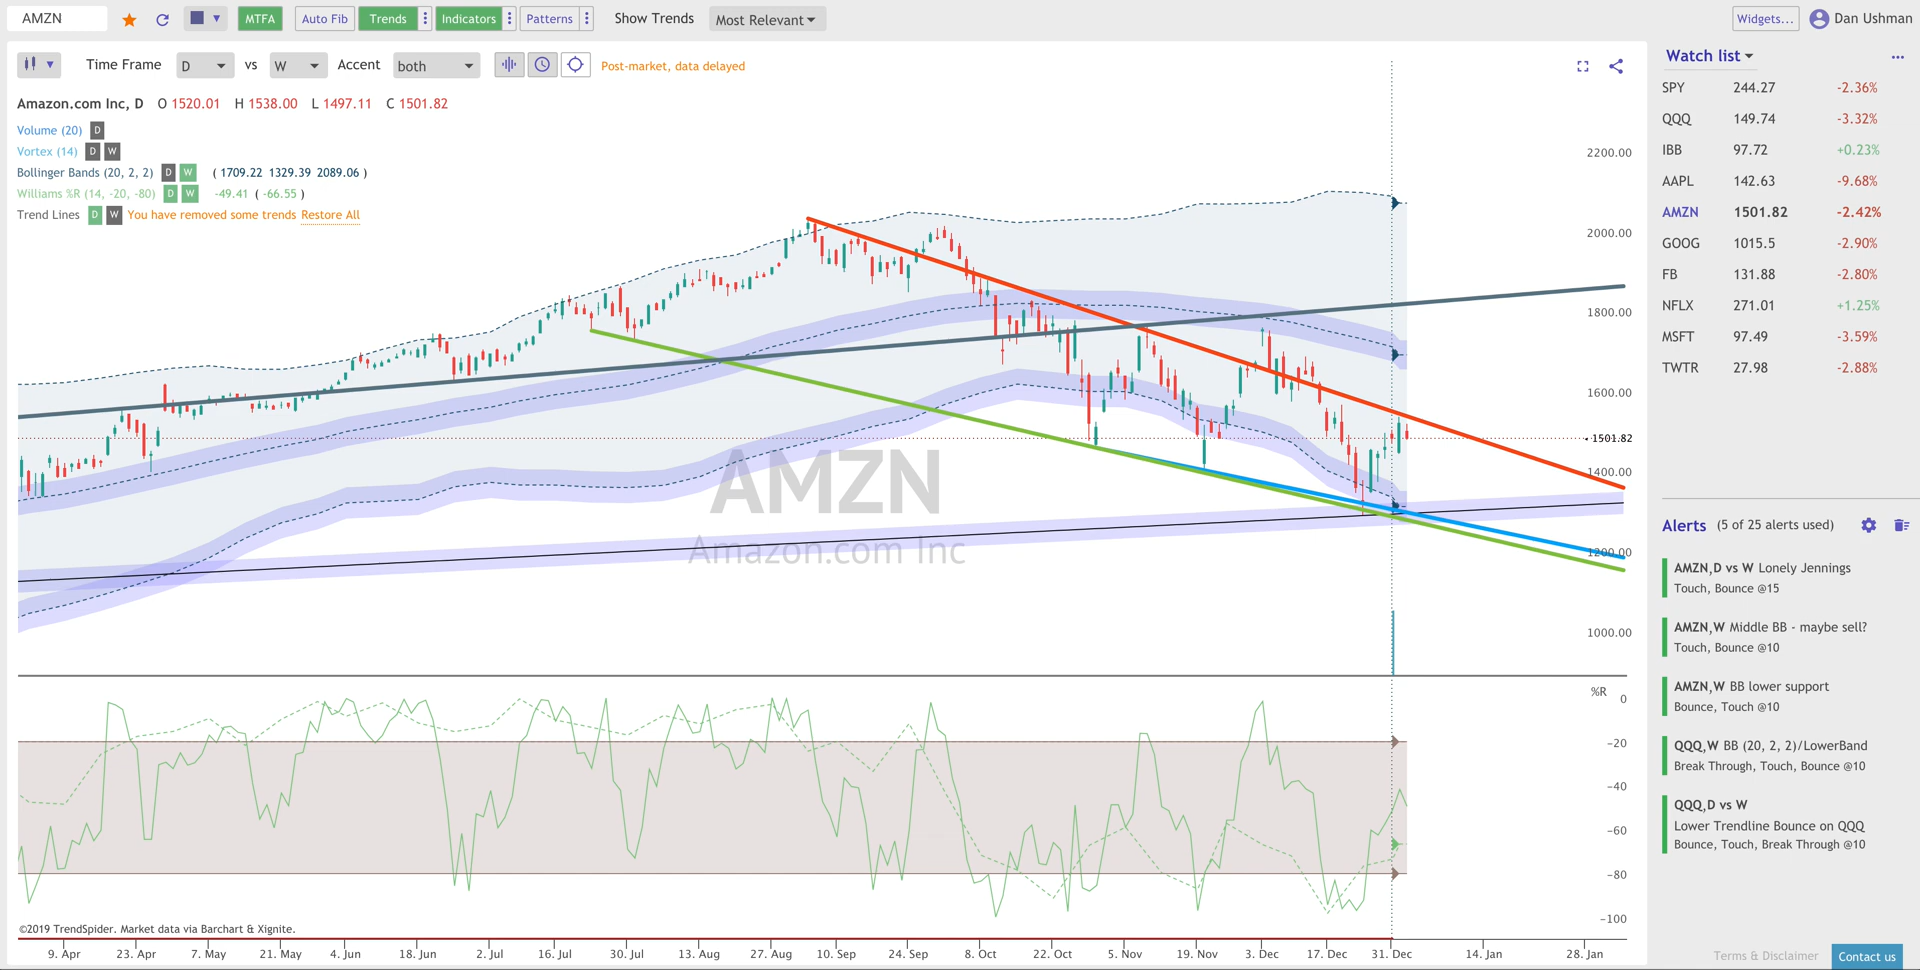 AMZN
MTFA
Auto Fib
Trends
Indicators
Patterns
Show Trends
Most Relevant
Widgets...
Dan Ushman
Time Frame D vs W Accent both
Post-market, data delayed
Amazon.com Inc, D O 1520.01 H 1538.00 L 1497.11 C 1501.82
Volume (20) D
Vortex (14) D W
Bollinger Bands (20, 2, 2) D W ( 1709.22 1329.39 2089.06 )
Williams %R (14, -20, -80) D W -49.41 ( -66.55 )
Trend Lines D W You have removed some trends Restore All
2200.00
2000.00
1800.00
1600.00
1501.82
1400.00
1200.00
1000.00
AMZN
Amazon.com Inc
%R
0
-20
-40
-60
-80
-100
©2019 TrendSpider. Market data via Barchart & Xignite.
9. Apr 23. Apr 7. May 21. May 4. Jun 18. Jun 2. Jul 16. Jul 30. Jul 13. Aug 27. Aug 10. Sep 24. Sep 8. Oct 22. Oct 5. Nov 19. Nov 3. Dec 17. Dec 31. Dec 14. Jan 28. Jan
Watch list
SPY 244.27 -2.36%
QQQ 149.74 -3.32%
IBB 97.72 +0.23%
AAPL 142.63 -9.68%
AMZN 1501.82 -2.42%
GOOG 1015.5 -2.90%
FB 131.88 -2.80%
NFLX 271.01 +1.25%
MSFT 97.49 -3.59%
TWTR 27.98 -2.88%
Alerts (5 of 25 alerts used)
AMZN,D vs W Lonely Jennings
Touch, Bounce @15
AMZN,W Middle BB - maybe sell?
Touch, Bounce @10
AMZN,W BB lower support
Bounce, Touch @10
QQQ,W BB (20, 2, 2)/LowerBand
Break Through, Touch, Bounce @10
QQQ,D vs W
Lower Trendline Bounce on QQQ
Bounce, Touch, Break Through @10
Terms & Disclaimer
Contact us